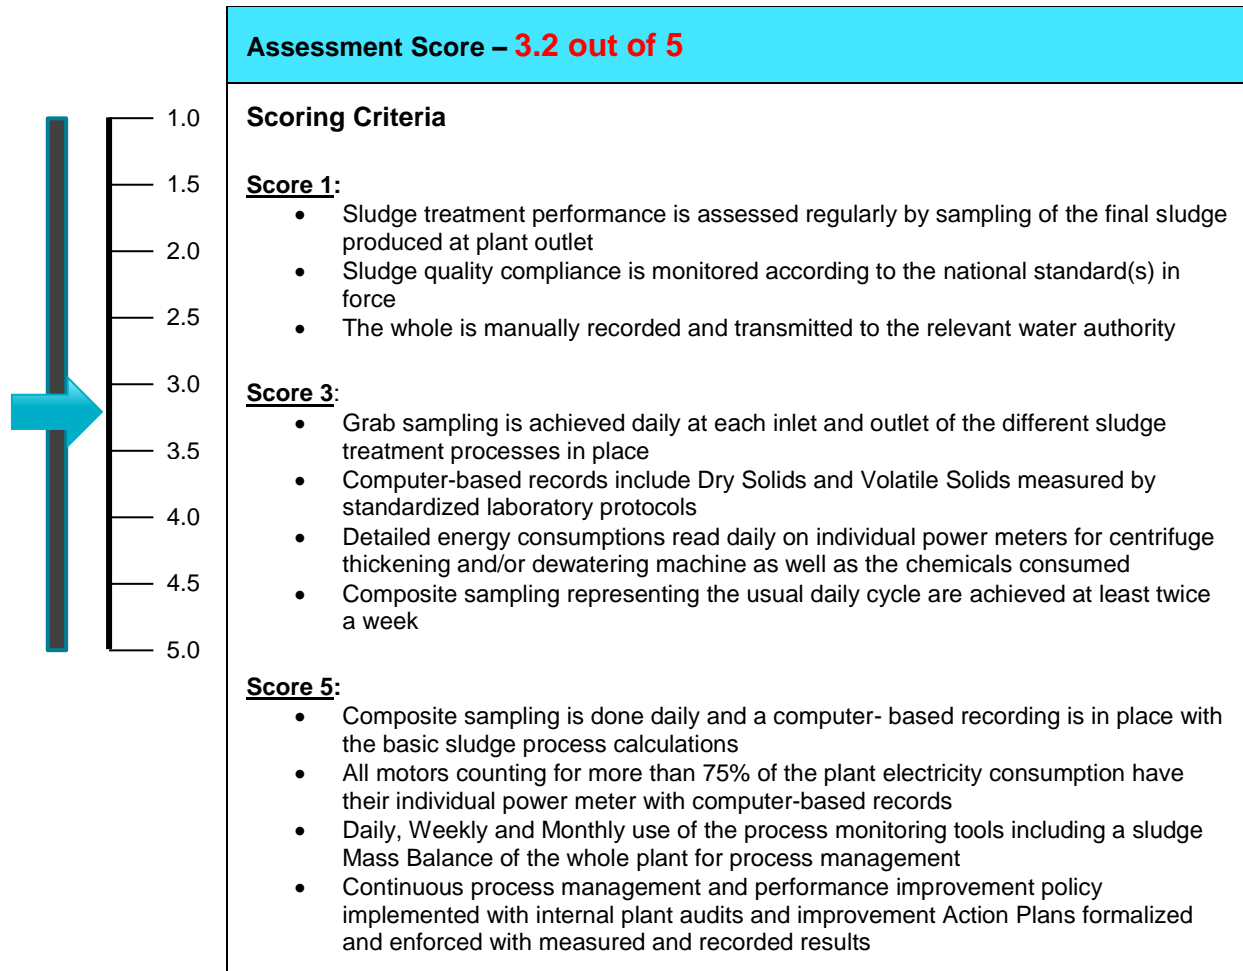 Assessment Score – 3.2 out of 5
1.0
1.5
2.0
2.5
3.0
3.5
4.0
4.5
5.0
Scoring Criteria
Score 1:
• Sludge treatment performance is assessed regularly by sampling of the final sludge
produced at plant outlet
• Sludge quality compliance is monitored according to the national standard(s) in
force
• The whole is manually recorded and transmitted to the relevant water authority
Score 3:
• Grab sampling is achieved daily at each inlet and outlet of the different sludge
treatment processes in place
• Computer-based records include Dry Solids and Volatile Solids measured by
standardized laboratory protocols
• Detailed energy consumptions read daily on individual power meters for centrifuge
thickening and/or dewatering machine as well as the chemicals consumed
• Composite sampling representing the usual daily cycle are achieved at least twice
a week
Score 5:
• Composite sampling is done daily and a computer- based recording is in place with
the basic sludge process calculations
• All motors counting for more than 75% of the plant electricity consumption have
their individual power meter with computer-based records
• Daily, Weekly and Monthly use of the process monitoring tools including a sludge
Mass Balance of the whole plant for process management
• Continuous process management and performance improvement policy
implemented with internal plant audits and improvement Action Plans formalized
and enforced with measured and recorded results